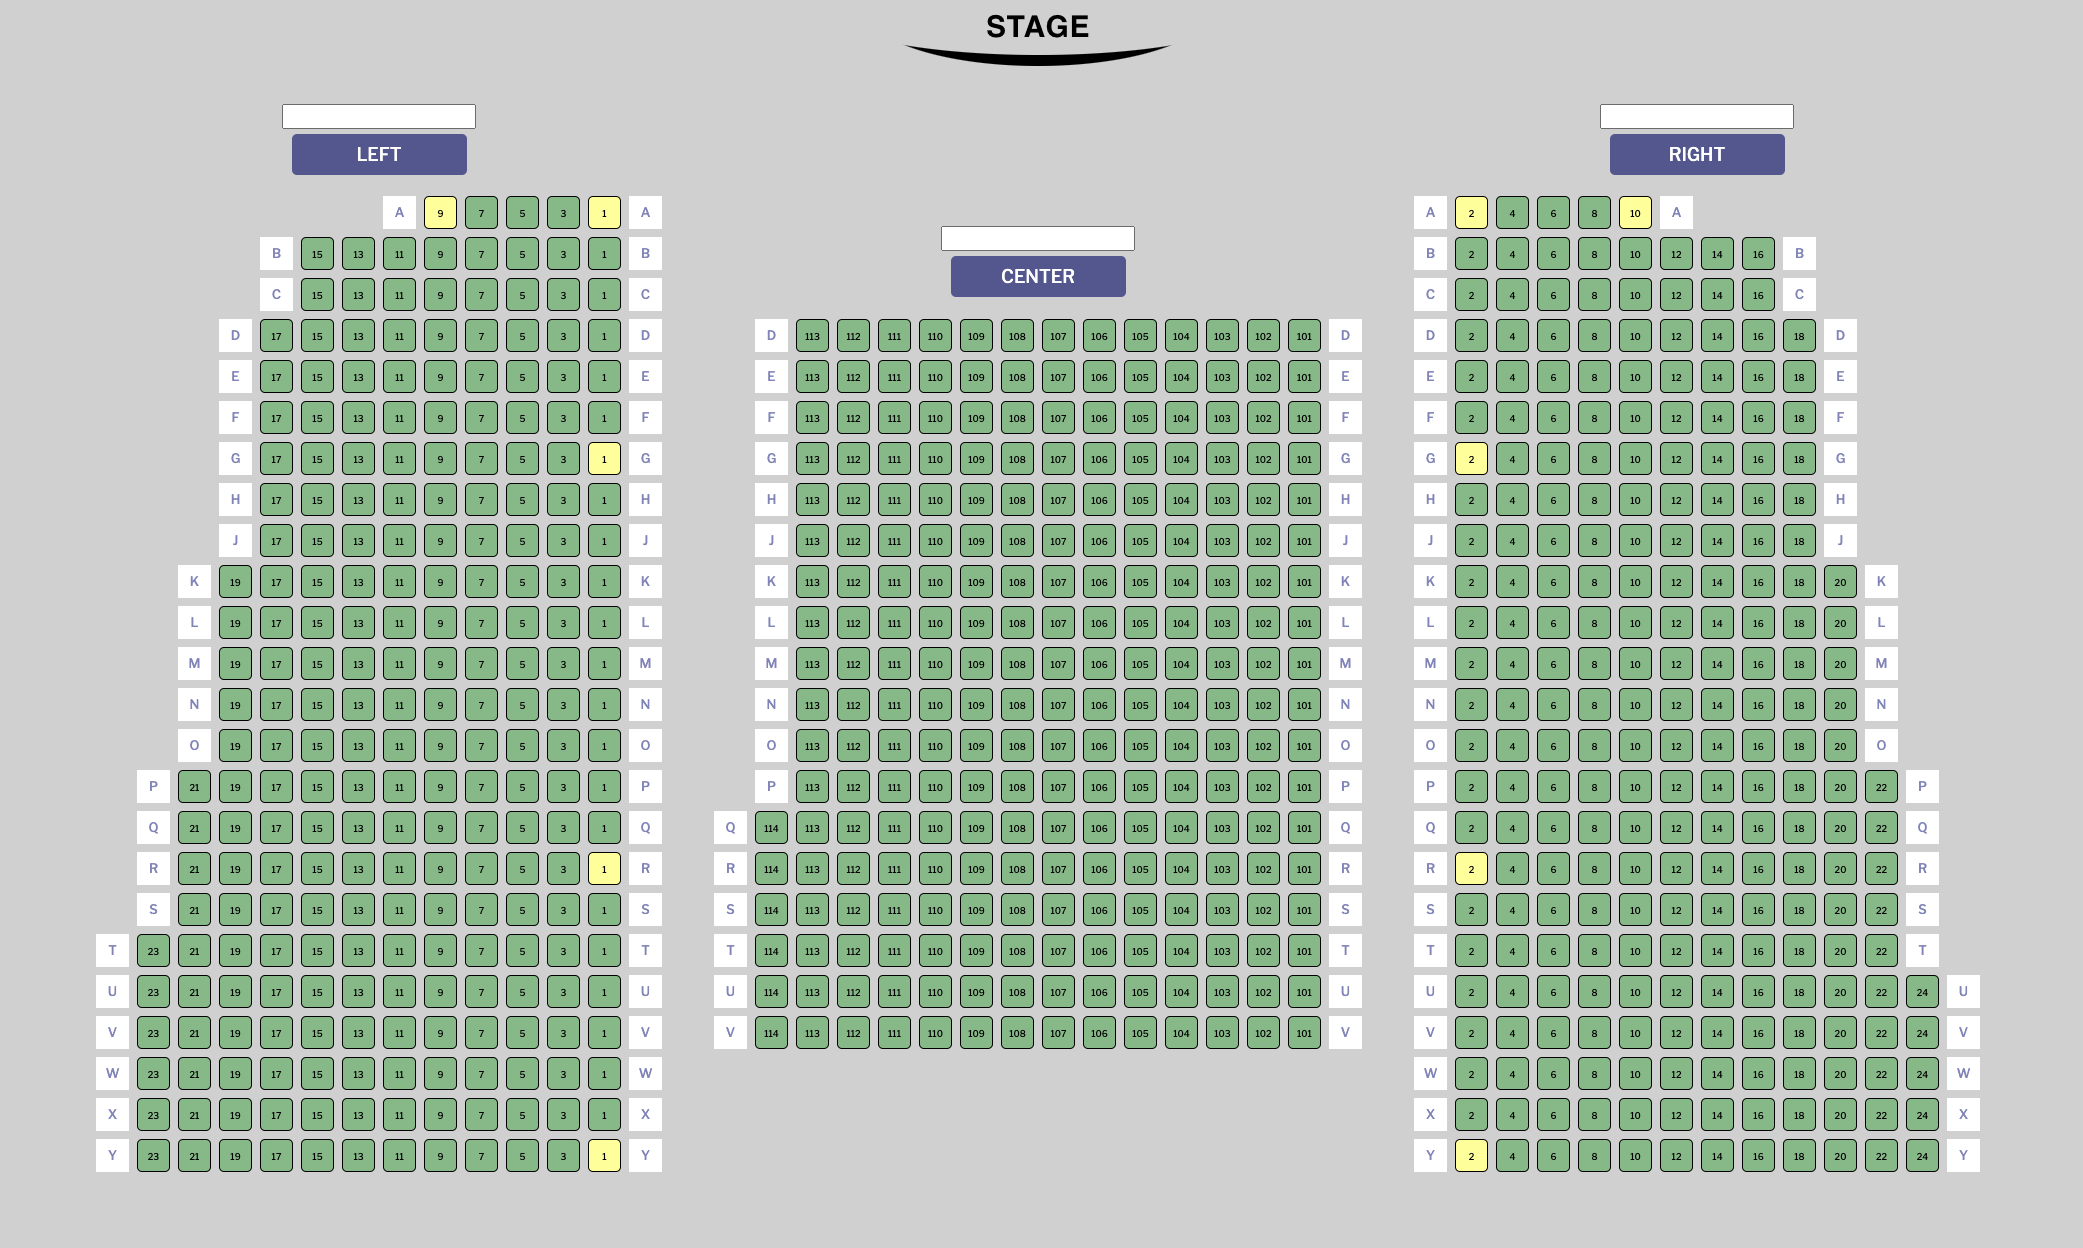 STAGE
LEFT
RIGHT
A 9 7 5 3 1 A
A 2 4 6 8 10 A
B 15 13 11 9 7 5 3 1 B
CENTER
B 2 4 6 8 10 12 14 16 B
C 15 13 11 9 7 5 3 1 C
C 2 4 6 8 10 12 14 16 C
D 17 15 13 11 9 7 5 3 1 D D 113 112 111 110 109 108 107 106 105 104 103 102 101 D D 2 4 6 8 10 12 14 16 18 D
E 17 15 13 11 9 7 5 3 1 E E 113 112 111 110 109 108 107 106 105 104 103 102 101 E E 2 4 6 8 10 12 14 16 18 E
F 17 15 13 11 9 7 5 3 1 F F 113 112 111 110 109 108 107 106 105 104 103 102 101 F F 2 4 6 8 10 12 14 16 18 F
G 17 15 13 11 9 7 5 3 1 G G 113 112 111 110 109 108 107 106 105 104 103 102 101 G G 2 4 6 8 10 12 14 16 18 G
H 17 15 13 11 9 7 5 3 1 H H 113 112 111 110 109 108 107 106 105 104 103 102 101 H H 2 4 6 8 10 12 14 16 18 H
J 17 15 13 11 9 7 5 3 1 J J 113 112 111 110 109 108 107 106 105 104 103 102 101 J J 2 4 6 8 10 12 14 16 18 J
K 19 17 15 13 11 9 7 5 3 1 K K 113 112 111 110 109 108 107 106 105 104 103 102 101 K K 2 4 6 8 10 12 14 16 18 20 K
L 19 17 15 13 11 9 7 5 3 1 L L 113 112 111 110 109 108 107 106 105 104 103 102 101 L L 2 4 6 8 10 12 14 16 18 20 L
M 19 17 15 13 11 9 7 5 3 1 M M 113 112 111 110 109 108 107 106 105 104 103 102 101 M M 2 4 6 8 10 12 14 16 18 20 M
N 19 17 15 13 11 9 7 5 3 1 N N 113 112 111 110 109 108 107 106 105 104 103 102 101 N N 2 4 6 8 10 12 14 16 18 20 N
O 19 17 15 13 11 9 7 5 3 1 O O 113 112 111 110 109 108 107 106 105 104 103 102 101 O O 2 4 6 8 10 12 14 16 18 20 O
P 21 19 17 15 13 11 9 7 5 3 1 P P 113 112 111 110 109 108 107 106 105 104 103 102 101 P P 2 4 6 8 10 12 14 16 18 20 22 P
Q 21 19 17 15 13 11 9 7 5 3 1 Q Q 114 113 112 111 110 109 108 107 106 105 104 103 102 101 Q Q 2 4 6 8 10 12 14 16 18 20 22 Q
R 21 19 17 15 13 11 9 7 5 3 1 R R 114 113 112 111 110 109 108 107 106 105 104 103 102 101 R R 2 4 6 8 10 12 14 16 18 20 22 R
S 21 19 17 15 13 11 9 7 5 3 1 S S 114 113 112 111 110 109 108 107 106 105 104 103 102 101 S S 2 4 6 8 10 12 14 16 18 20 22 S
T 23 21 19 17 15 13 11 9 7 5 3 1 T T 114 113 112 111 110 109 108 107 106 105 104 103 102 101 T T 2 4 6 8 10 12 14 16 18 20 22 T
U 23 21 19 17 15 13 11 9 7 5 3 1 U U 114 113 112 111 110 109 108 107 106 105 104 103 102 101 U U 2 4 6 8 10 12 14 16 18 20 22 24 U
V 23 21 19 17 15 13 11 9 7 5 3 1 V V 114 113 112 111 110 109 108 107 106 105 104 103 102 101 V V 2 4 6 8 10 12 14 16 18 20 22 24 V
W 23 21 19 17 15 13 11 9 7 5 3 1 W W 2 4 6 8 10 12 14 16 18 20 22 24 W
X 23 21 19 17 15 13 11 9 7 5 3 1 X X 2 4 6 8 10 12 14 16 18 20 22 24 X
Y 23 21 19 17 15 13 11 9 7 5 3 1 Y Y 2 4 6 8 10 12 14 16 18 20 22 24 Y